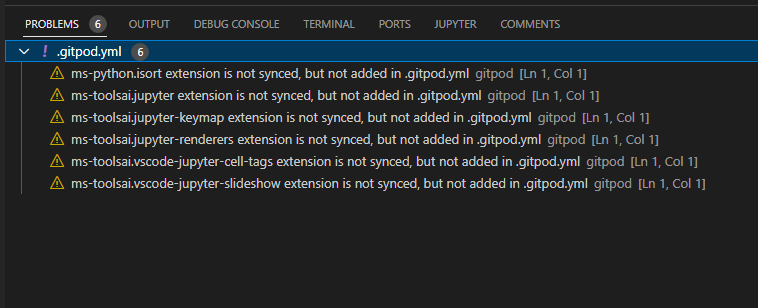 PROBLEMS 6 OUTPUT DEBUG CONSOLE TERMINAL PORTS JUPYTER COMMENTS
! .gitpod.yml 6
ms-python.isort extension is not synced, but not added in .gitpod.yml gitpod [Ln 1, Col 1]
ms-toolsai.jupyter extension is not synced, but not added in .gitpod.yml gitpod [Ln 1, Col 1]
ms-toolsai.jupyter-keymap extension is not synced, but not added in .gitpod.yml gitpod [Ln 1, Col 1]
ms-toolsai.jupyter-renderers extension is not synced, but not added in .gitpod.yml gitpod [Ln 1, Col 1]
ms-toolsai.vscode-jupyter-cell-tags extension is not synced, but not added in .gitpod.yml gitpod [Ln 1, Col 1]
ms-toolsai.vscode-jupyter-slideshow extension is not synced, but not added in .gitpod.yml gitpod [Ln 1, Col 1]